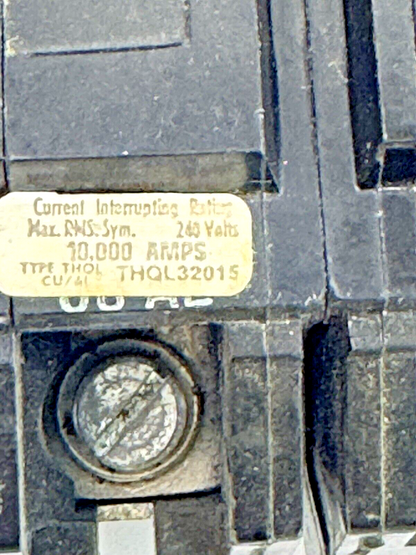 Current Interrupting Rating
Max. RMS. Sym. 240 Volts
10,000 AMPS
TYPE THQL THQL32015
CU/AL